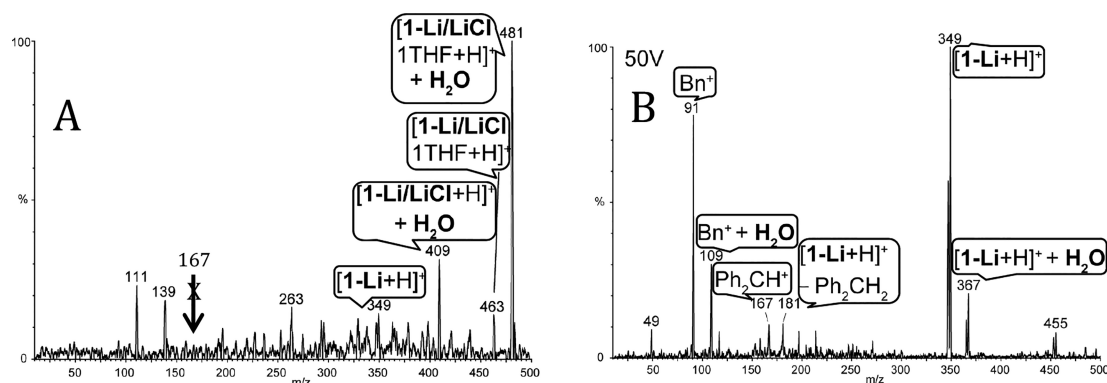 [1-Li/LiCl
1THF+H]+
+ H2O
481
100
A
[1-Li/LiCl
1THF+H]+
%
[1-Li/LiCl+H]+
+ H2O
409
167
X
111
139
[1-Li+H]+
263
349
463
0
50 100 150 200 250 300 350 400 450 500
m/z
349
100
50V
[1-Li+H]+
Bn+
B
91
%
Bn+ + H2O
109
[1-Li+H]+
– Ph2CH2
Ph2CH+
167 181
[1-Li+H]+ + H2O
367
49
455
0
50 100 150 200 250 300 350 400 450 500
m/z